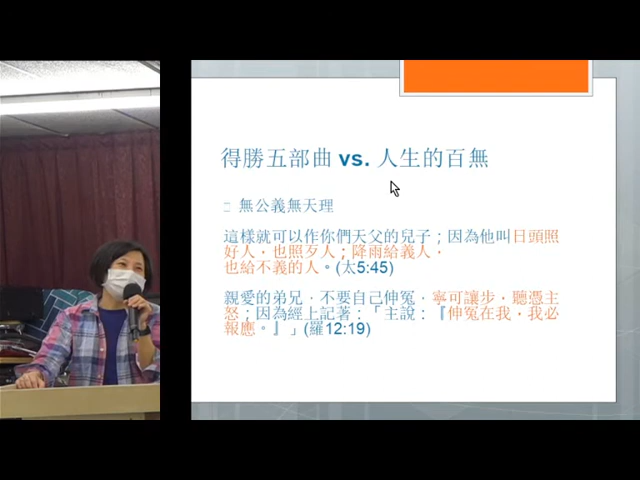 得勝五部曲 vs. 人生的百無
無公義無天理
這樣就可以作你們天父的兒子；因為他叫日頭照
好人，也照歹人；降雨給義人，
也給不義的人。(太5:45)
親愛的弟兄，不要自己伸冤，寧可讓步，聽憑主
怒；因為經上記著：「主說：『伸冤在我，我必
報應。』」(羅12:19)